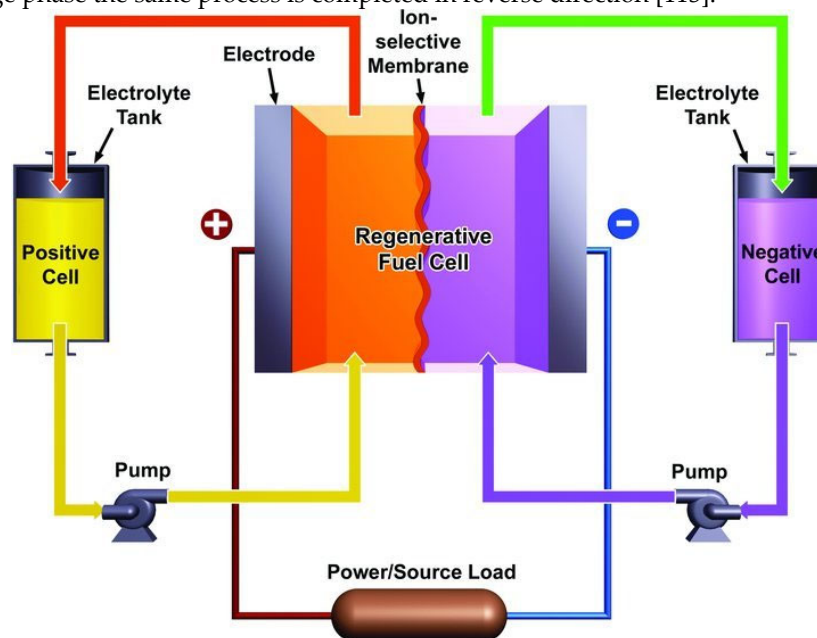 ge phase the same process is completed in reverse direction [113].
Ion-
selective
Membrane
Electrode
Electrolyte
Tank
Electrolyte
Tank
+
-
Positive
Cell
Regenerative
Fuel Cell
Negative
Cell
Pump
Pump
Power/Source Load